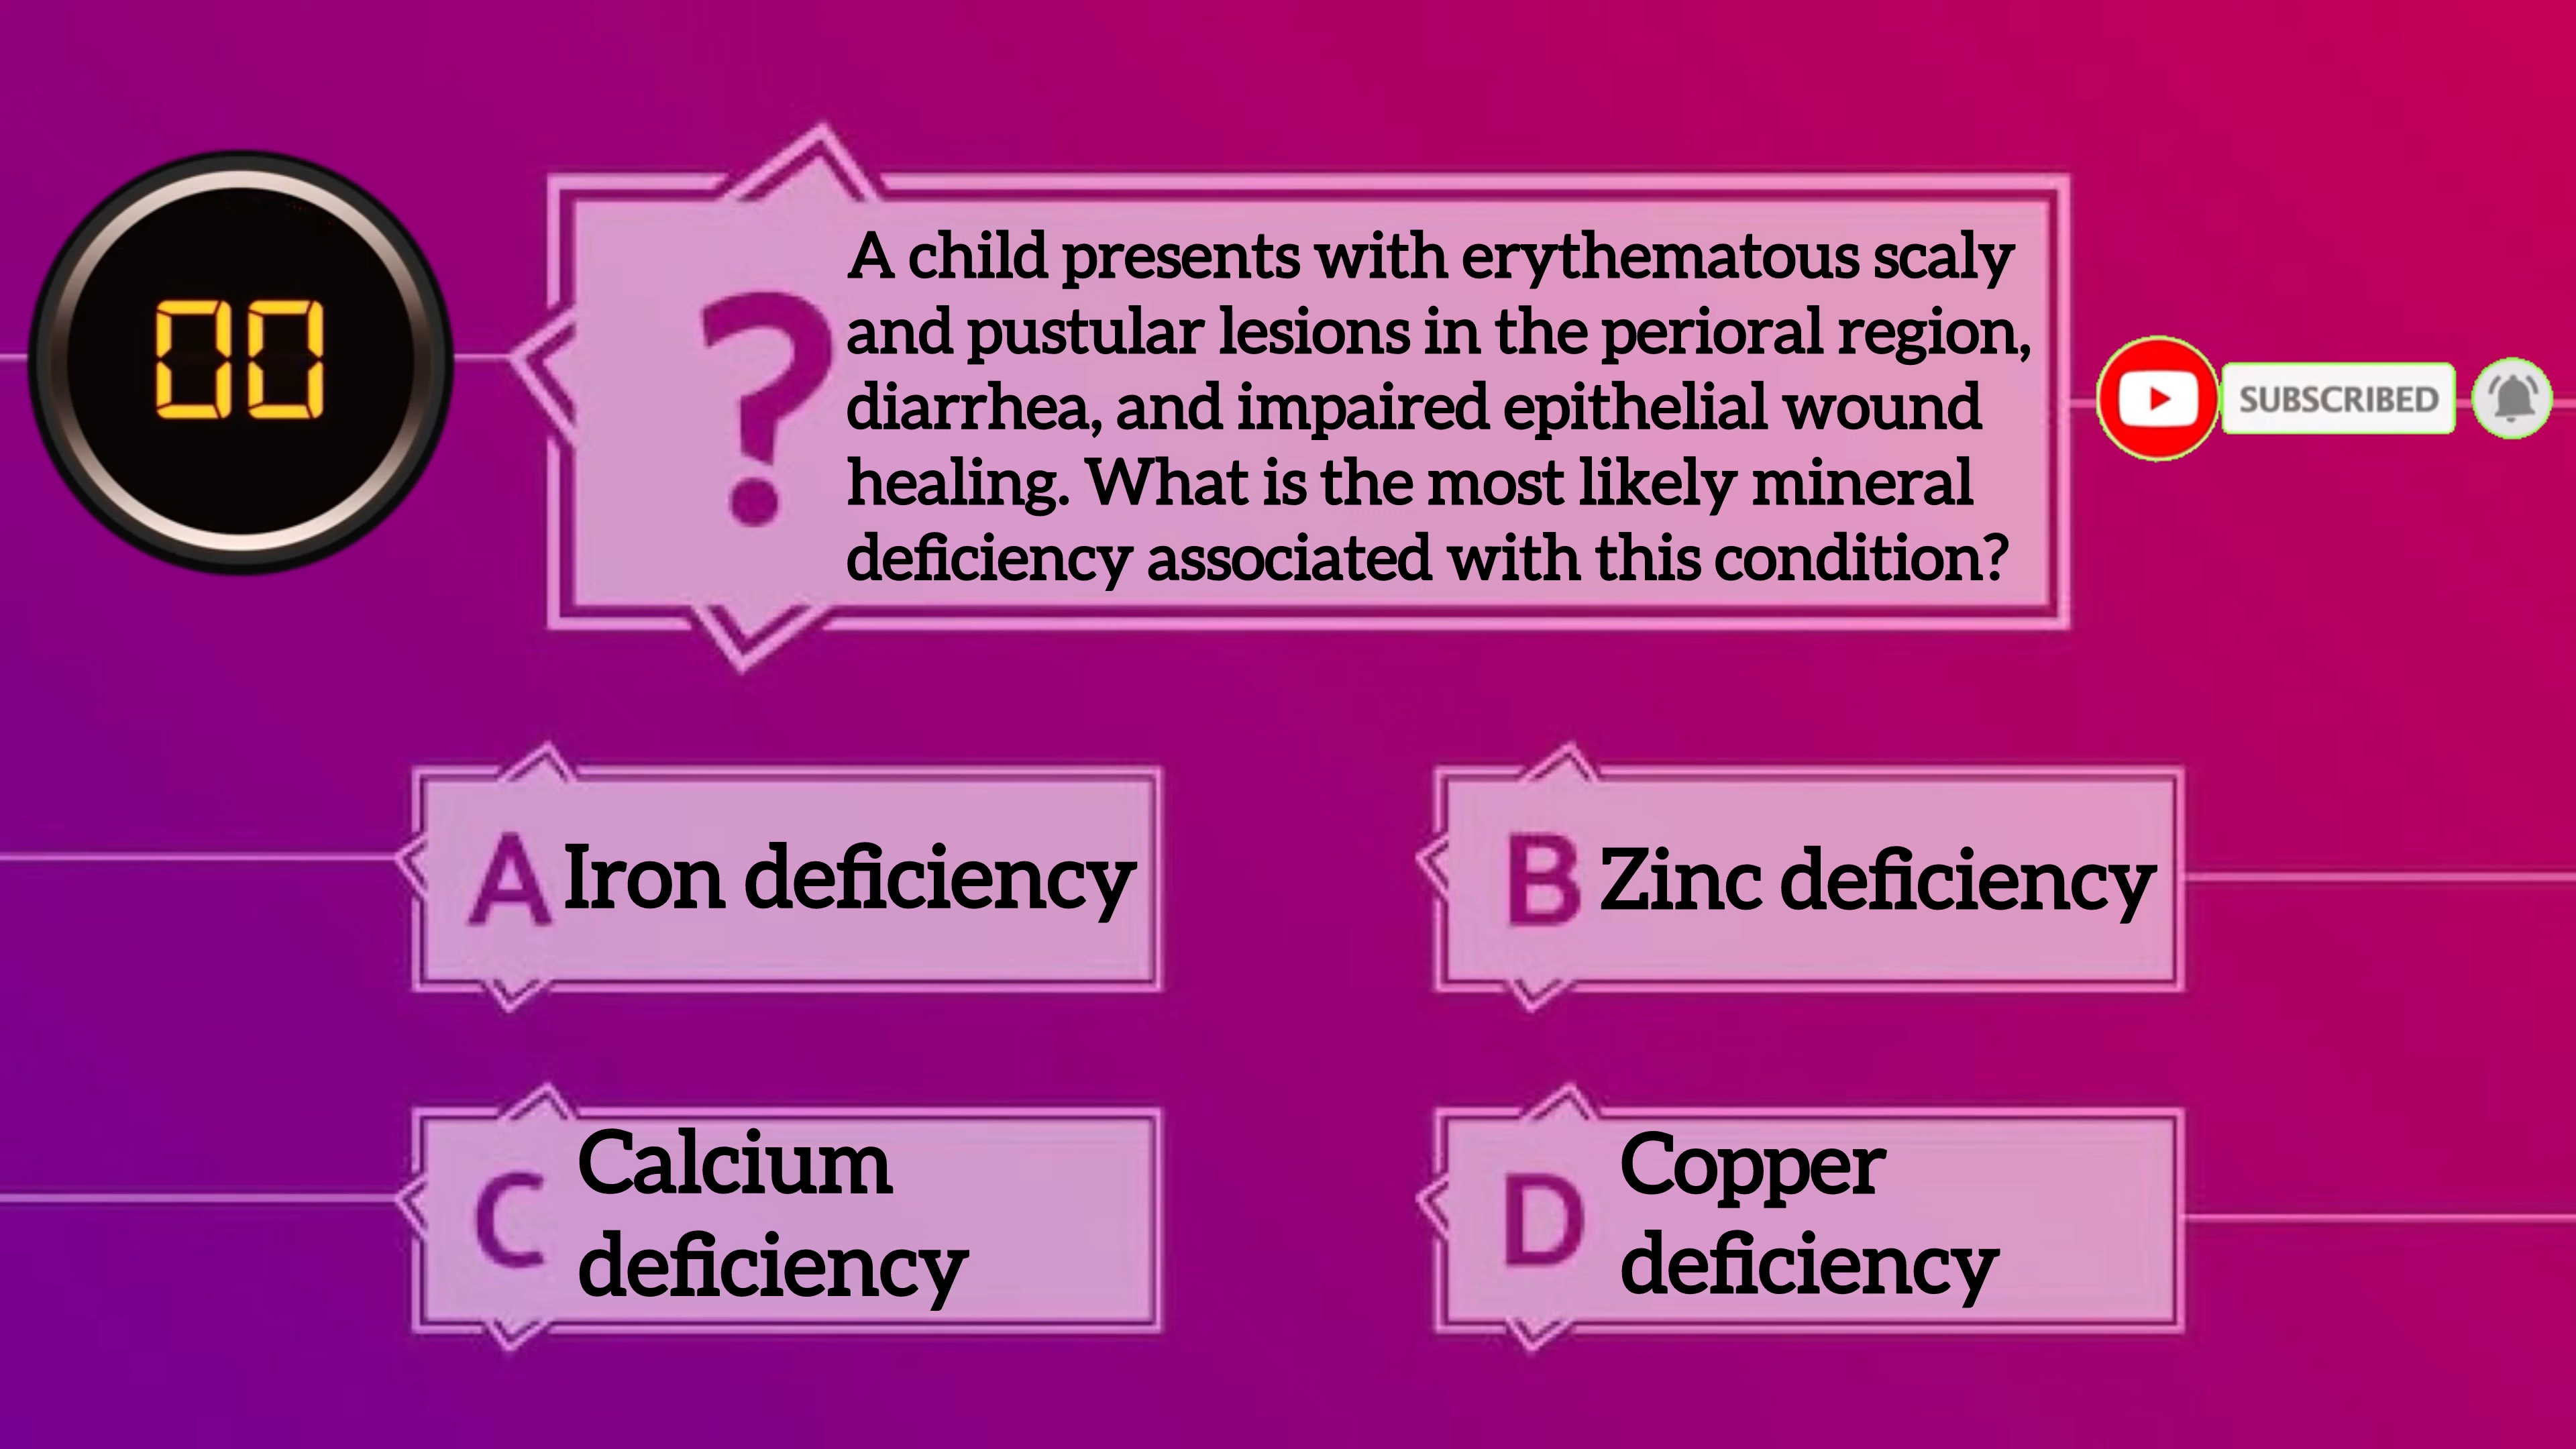 00
?
A child presents with erythematous scaly
and pustular lesions in the perioral region,
diarrhea, and impaired epithelial wound
healing. What is the most likely mineral
deficiency associated with this condition?
SUBSCRIBED
A Iron deficiency
B Zinc deficiency
C Calcium
deficiency
D Copper
deficiency